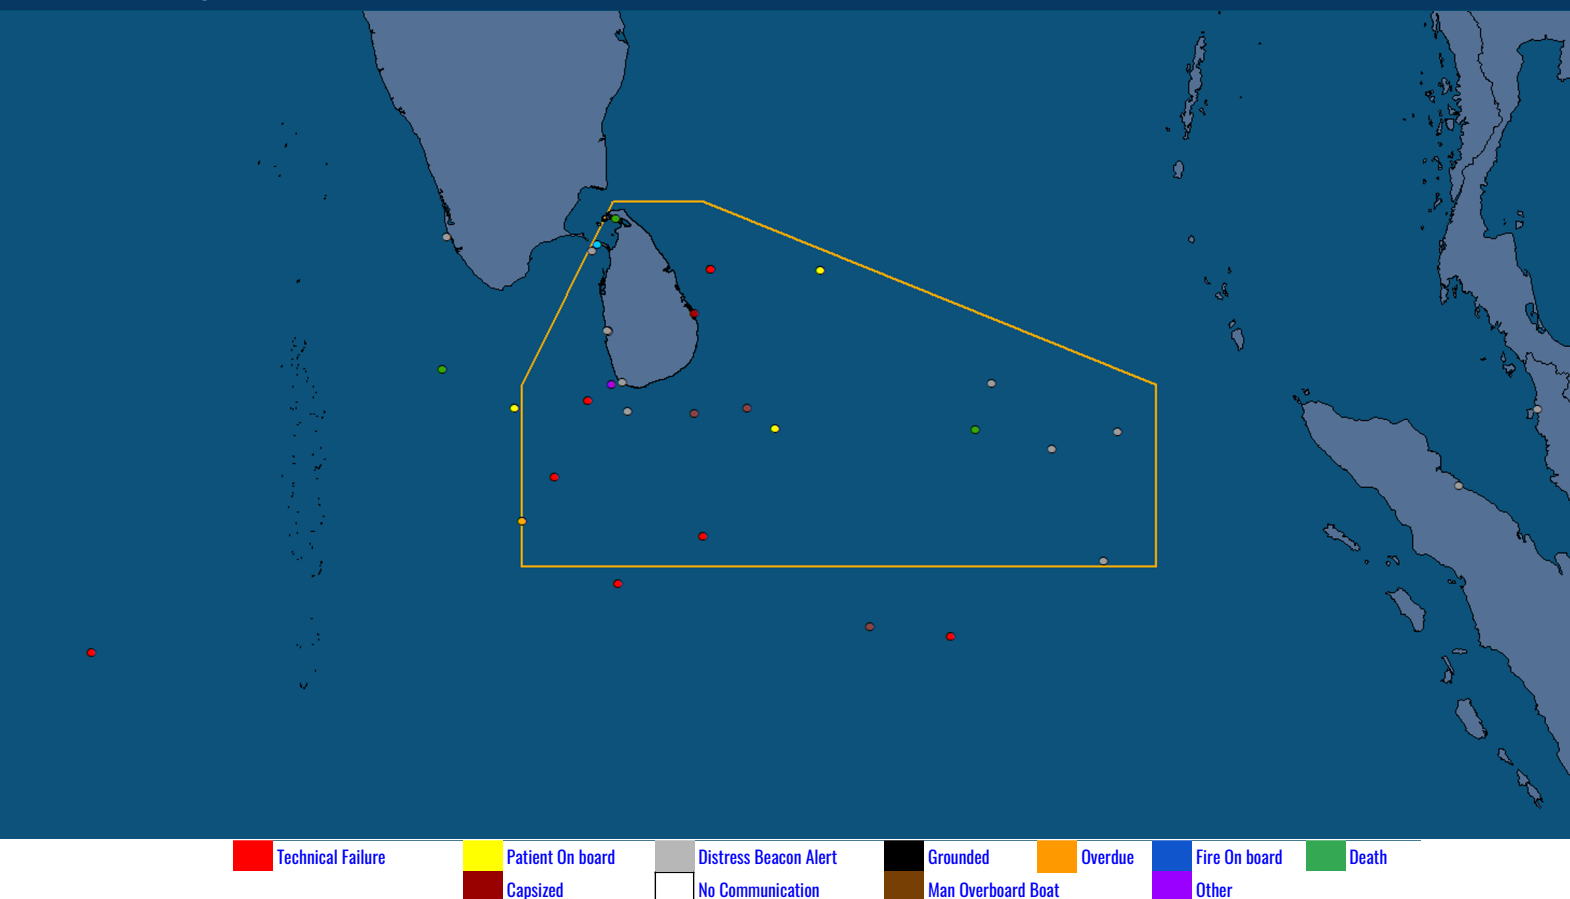 Technical Failure Patient On board Distress Beacon Alert Grounded Overdue Fire On board Death
Capsized No Communication Man Overboard Boat Other